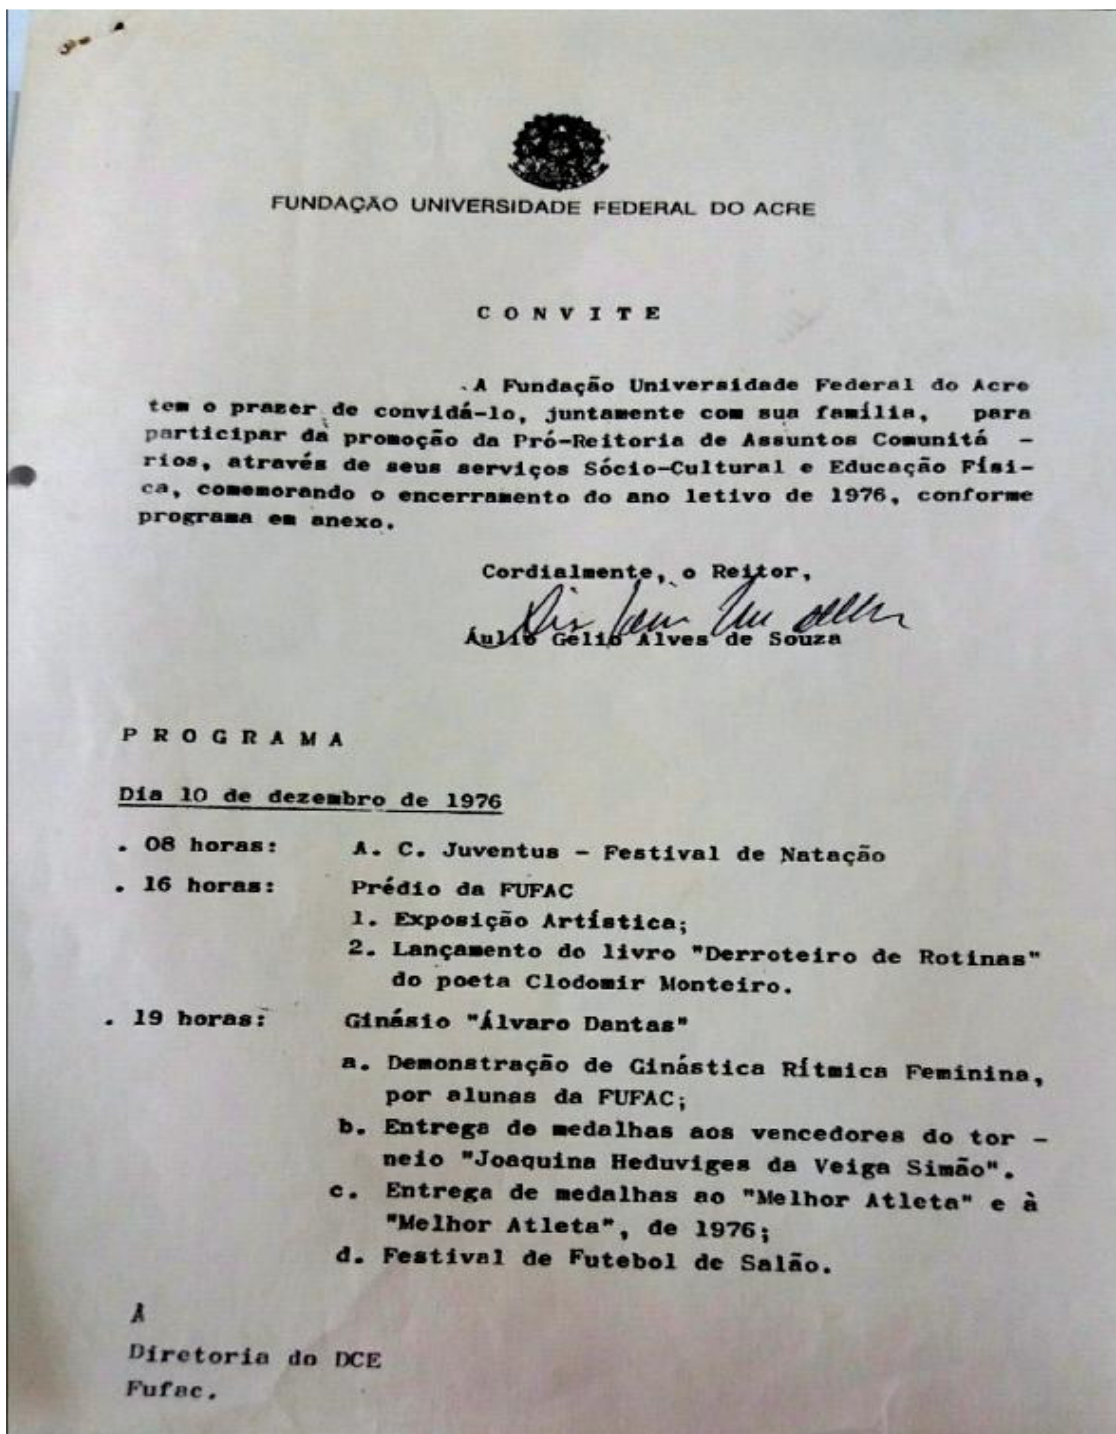 FUNDAÇÃO UNIVERSIDADE FEDERAL DO ACRE
C O N V I T E
A Fundação Universidade Federal do Acre
tem o prazer de convidá-lo, juntamente com sua família, para
participar da promoção da Pró-Reitoria de Assuntos Comunitá -
rios, através de seus serviços Sócio-Cultural e Educação Físi-
ca, comemorando o encerramento do ano letivo de 1976, conforme
programa em anexo.
Cordialmente, o Reitor,
Áulio Gélio Alves de Souza
P R O G R A M A
Dia 10 de dezembro de 1976
. 08 horas: A. C. Juventus - Festival de Natação
. 16 horas: Prédio da FUFAC
1. Exposição Artística;
2. Lançamento do livro "Derroteiro de Rotinas"
do poeta Clodomir Monteiro.
. 19 horas: Ginásio "Álvaro Dantas"
a. Demonstração de Ginástica Rítmica Feminina,
por alunas da FUFAC;
b. Entrega de medalhas aos vencedores do tor -
neio "Joaquina Heduviges da Veiga Simão".
c. Entrega de medalhas ao "Melhor Atleta" e à
"Melhor Atleta", de 1976;
d. Festival de Futebol de Salão.
À
Diretoria do DCE
Fufac.